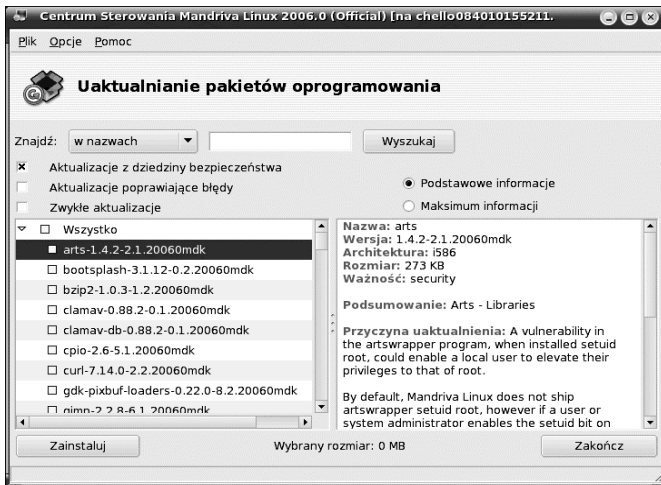 Centrum Sterowania Mandriva Linux 2006.0 (Official) [na chello084010155211.
Plik Opcje Pomoc
Uaktualnianie pakietów oprogramowania
Znajdź: w nazwach Wyszukaj
Aktualizacje z dziedziny bezpieczeństwa
Aktualizacje poprawiające błędy
Zwykłe aktualizacje
Podstawowe informacje
Maksimum informacji
Wszystko
arts-1.4.2-2.1.20060mdk
bootsplash-3.1.12-0.2.20060mdk
bzip2-1.0.3-1.2.20060mdk
clamav-0.88.2-0.1.20060mdk
clamav-db-0.88.2-0.1.20060mdk
cpio-2.6-5.1.20060mdk
curl-7.14.0-2.2.20060mdk
gdk-pixbuf-loaders-0.22.0-8.2.20060mdk
gimp-2.2.8-6.1.20060mdk
Nazwa: arts
Wersja: 1.4.2-2.1.20060mdk
Architektura: i586
Rozmiar: 273 KB
Ważność: security
Podsumowanie: Arts - Libraries
Przyczyna uaktualnienia: A vulnerability in
the artswrapper program, when installed setuid
root, could enable a local user to elevate their
privileges to that of root.
By default, Mandriva Linux does not ship
artswrapper setuid root, however if a user or
system administrator enables the setuid bit on
Zainstaluj Wybrany rozmiar: 0 MB Zakończ